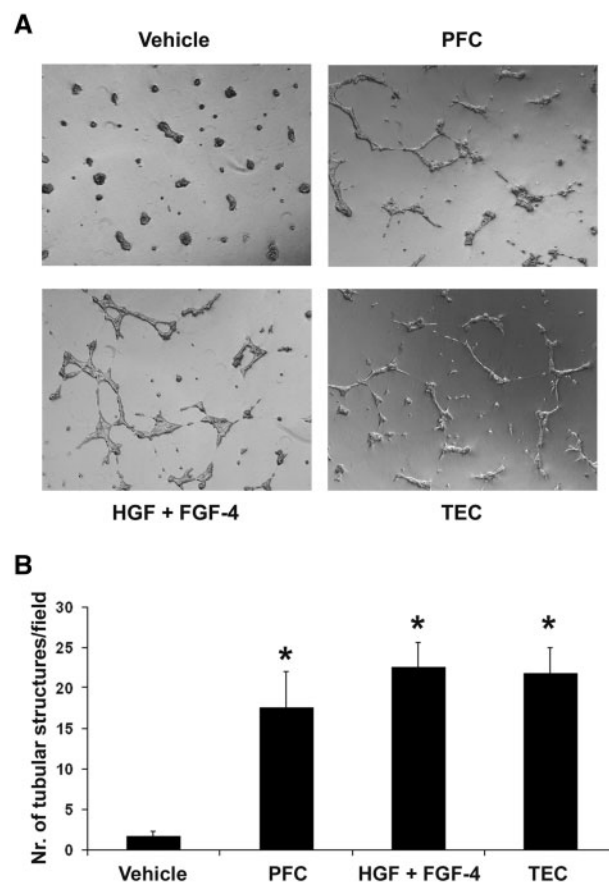 A
Vehicle PFC
HGF + FGF-4 TEC
B
Nr. of tubular structures/field
30
25
20
15
10
5
0
* * *
Vehicle PFC HGF + FGF-4 TEC